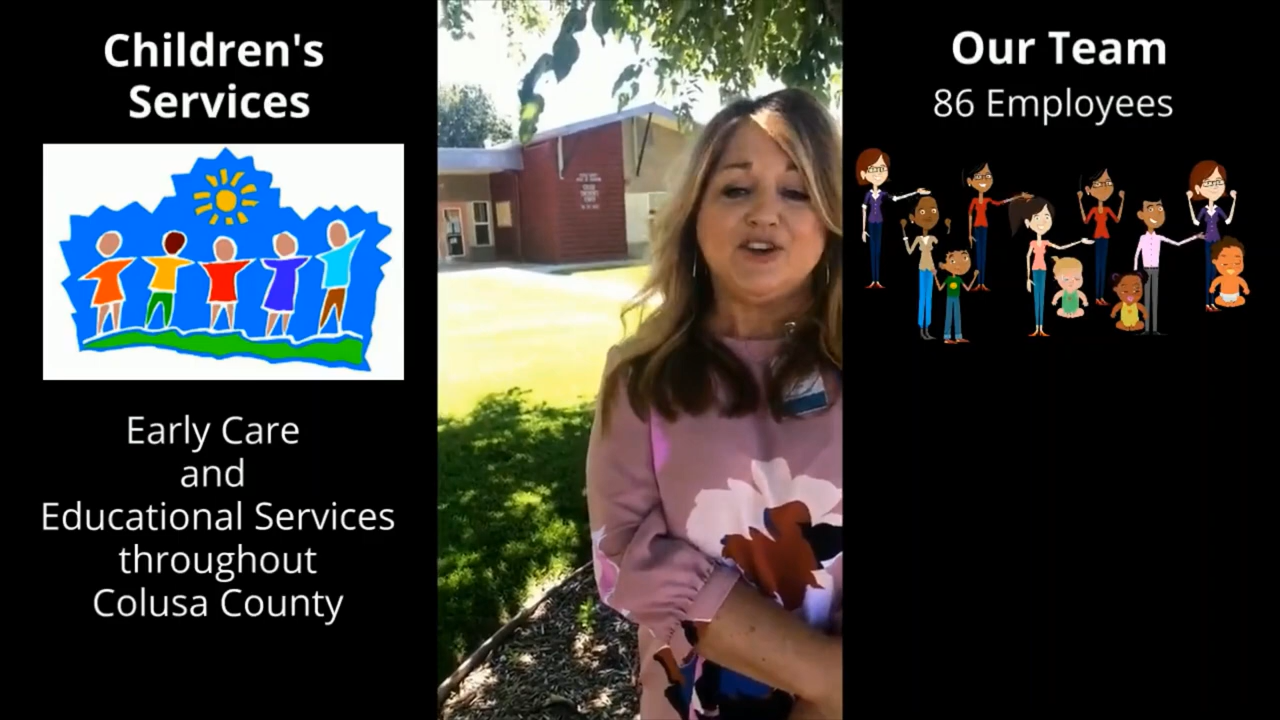 Children's
Services
Early Care
and
Educational Services
throughout
Colusa County
Our Team
86 Employees